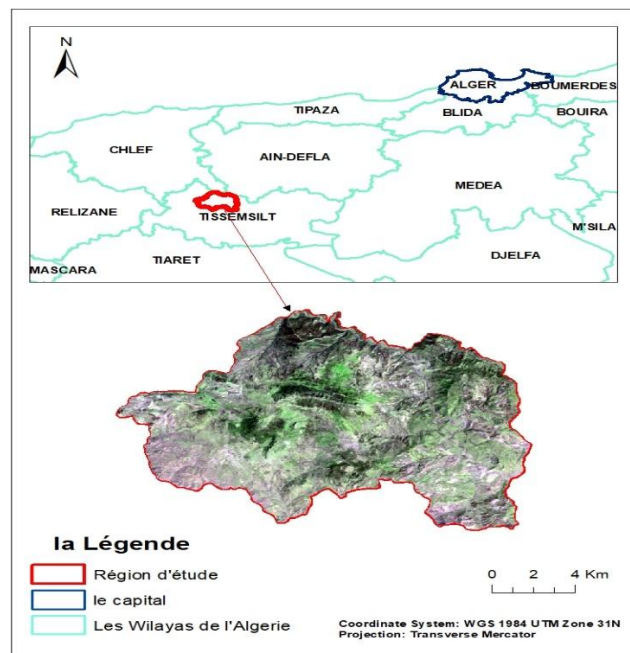 N
ALGER
BOUMERDES
TIPAZA
BLIDA
BOUIRA
CHLEF
AIN-DEFLA
MEDEA
RELIZANE
TISSEMSILT
M'SILA
DJELFA
TIARET
MASCARA
la Légende
Région d'étude
le capital
Les Wilayas de l'Algerie
0 2 4 Km
Coordinate System: WGS 1984 UTM Zone 31N
Projection: Transverse Mercator